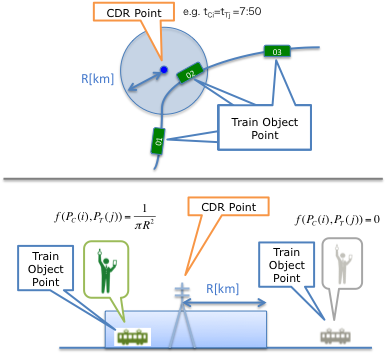 CDR Point
e.g. tCi=tTj =7:50
03
02
R[km]
Train Object
Point
01
CDR Point
f(PC(i),PT(j))=1/πR²
f(PC(i),PT(j))=0
Train
Object
Point
Train
Object
Point
R[km]